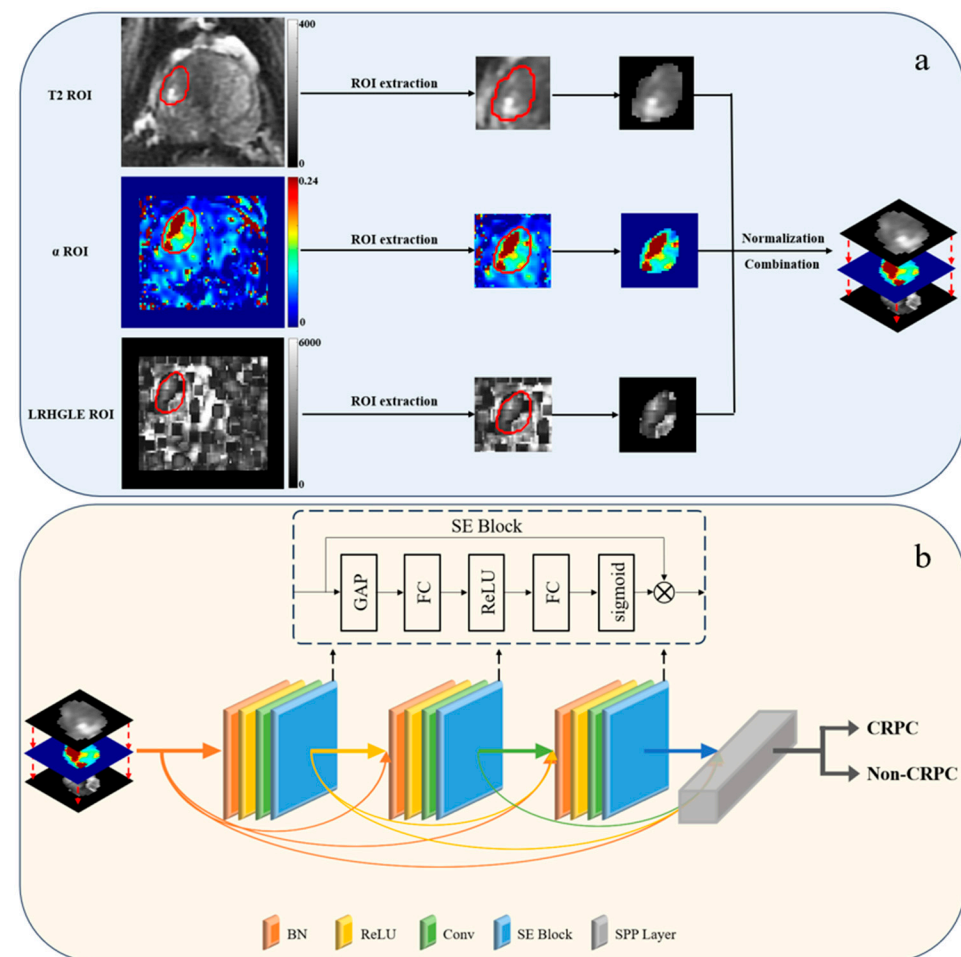 a
400
T2 ROI
ROI extraction
0
0.24
α ROI
ROI extraction
Normalization
Combination
0
6000
LRHGLE ROI
ROI extraction
0
b
SE Block
GAP
FC
ReLU
FC
sigmoid
CRPC
Non-CRPC
BN
ReLU
Conv
SE Block
SPP Layer